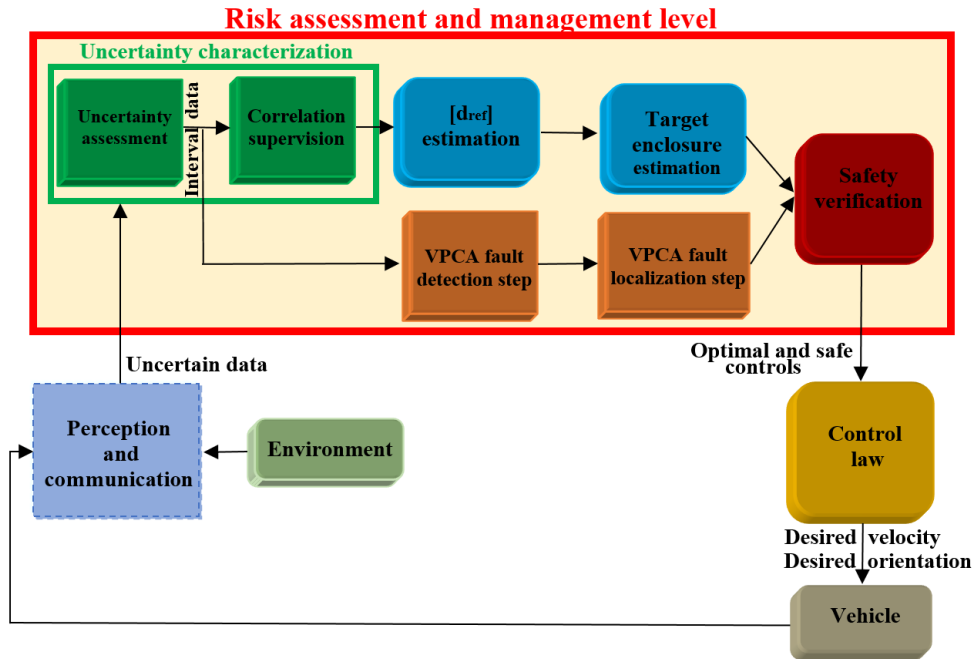 Risk assessment and management level
Uncertainty characterization
Uncertainty
assessment
Interval data
Correlation
supervision
[dref]
estimation
Target
enclosure
estimation
Safety
verification
VPCA fault
detection step
VPCA fault
localization step
Uncertain data
Optimal and safe
controls
Perception
and
communication
Environment
Control
law
Desired velocity
Desired orientation
Vehicle